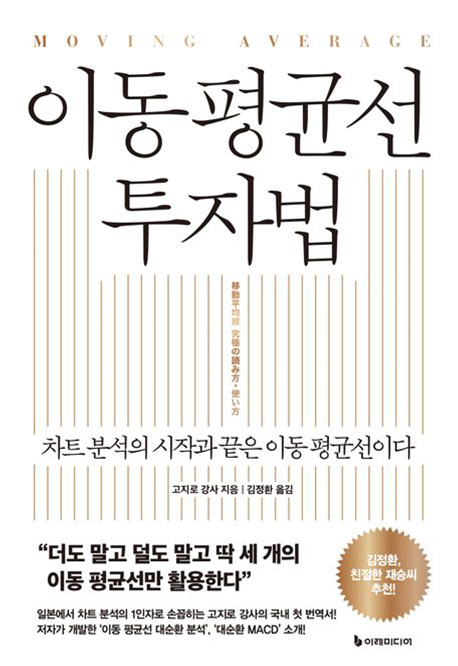 MOVING AVERAGE
이동평균선
투자법
移動平均線 究極の読み方・使い方
차트 분석의 시작과 끝은 이동 평균선이다
고지로 강사 지음 | 김정환 옮김
“더도 말고 덜도 말고 딱 세 개의
이동 평균선만 활용한다”
김정환,
친절한 재승씨
추천!
일본에서 차트 분석의 1인자로 손꼽히는 고지로 강사의 국내 첫 번역서!
저자가 개발한 ‘이동 평균선 대순환 분석’, ‘대순환 MACD’ 소개!
이레미디어